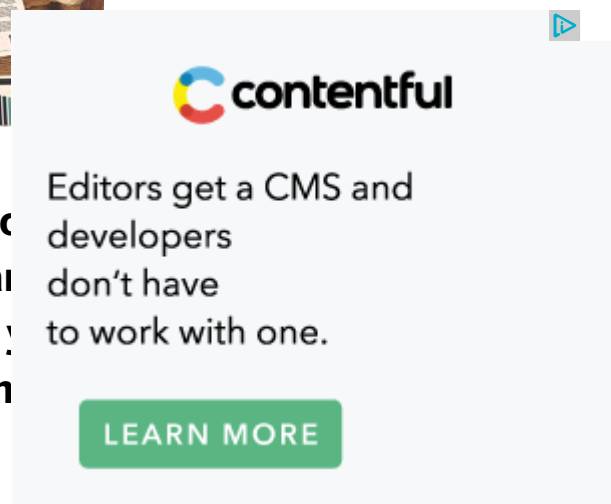 contentful
Editors get a CMS and
developers
don't have
to work with one.
LEARN MORE